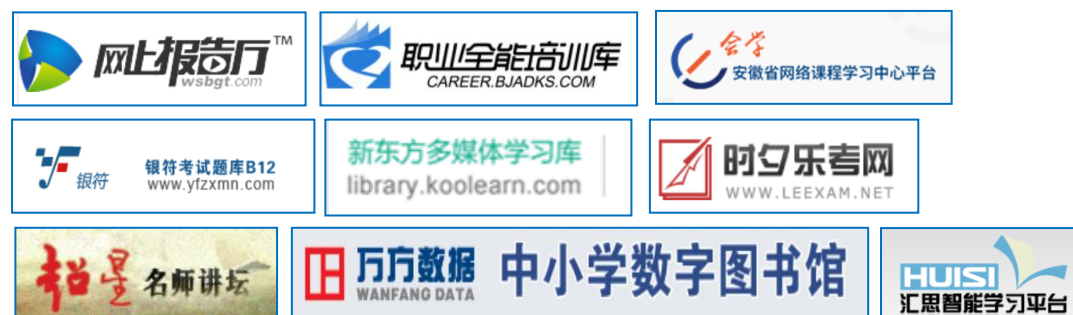 网上报告厅™
wsbgt.com
职业全能培训库
CAREER.BJADKS.COM
会学
安徽省网络课程学习中心平台
银符
银符考试题库B12
www.yfzxmn.com
新东方多媒体学习库
library.koolearn.com
时夕乐考网
WWW.LEEXAM.NET
超星 名师讲坛
万方数据
WANFANG DATA
中小学数字图书馆
HUISI
汇思智能学习平台